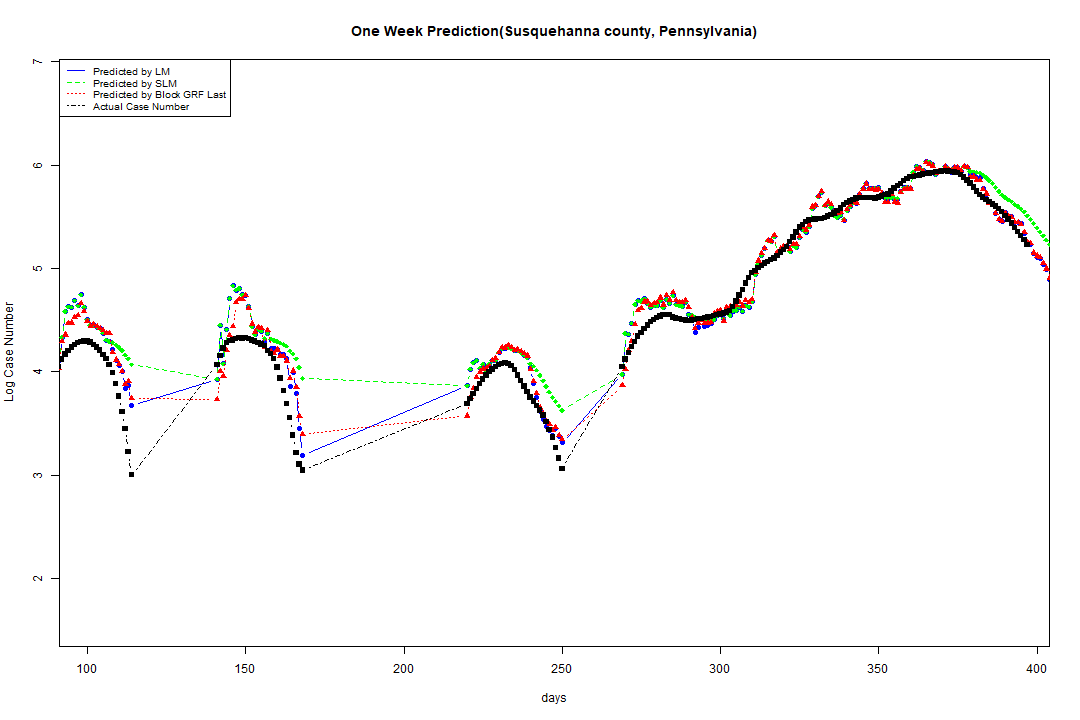 One Week Prediction(Susquehanna county, Pennsylvania)
Predicted by LM
Predicted by SLM
Predicted by Block GRF Last
Actual Case Number
7
6
5
4
3
2
Log Case Number
100 150 200 250 300 350 400
days